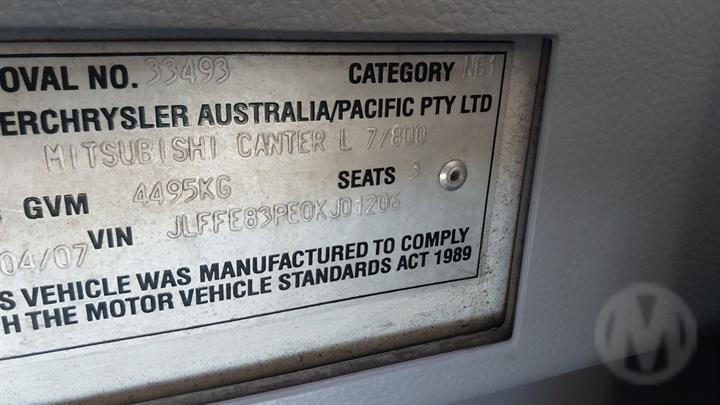 OVAL NO. 33493 CATEGORY NB1
ERCHRYSLER AUSTRALIA/PACIFIC PTY LTD
MITSUBISHI CANTER L 7/800
GVM 4495KG SEATS 3
04/07 VIN JLFFE83PE0KJ01206
S VEHICLE WAS MANUFACTURED TO COMPLY
H THE MOTOR VEHICLE STANDARDS ACT 1989
M